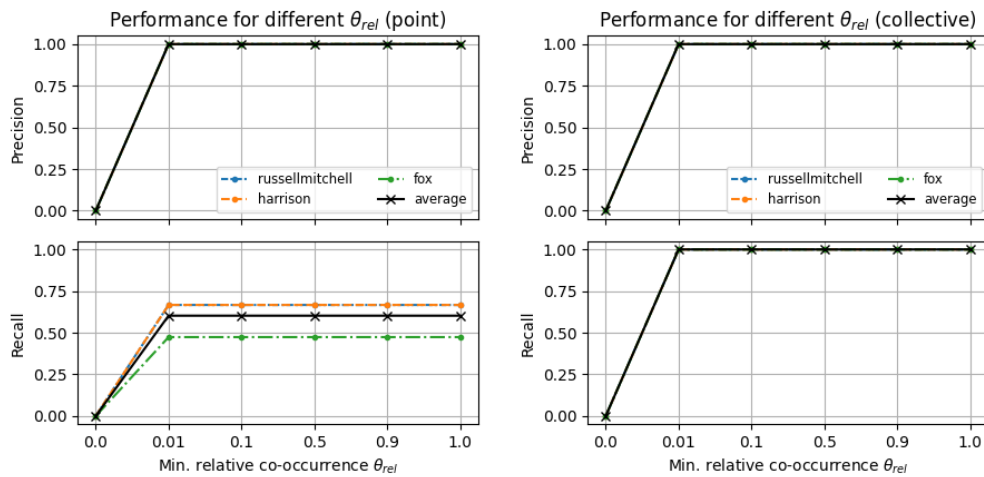 Performance for different θrel (point)
1.00
0.75
0.50
0.25
0.00
Precision
russellmitchell
harrison
fox
average
1.00
0.75
0.50
0.25
0.00
Recall
0.0 0.01 0.1 0.5 0.9 1.0
Min. relative co-occurrence θrel
Performance for different θrel (collective)
1.00
0.75
0.50
0.25
0.00
Precision
russellmitchell
harrison
fox
average
1.00
0.75
0.50
0.25
0.00
Recall
0.0 0.01 0.1 0.5 0.9 1.0
Min. relative co-occurrence θrel